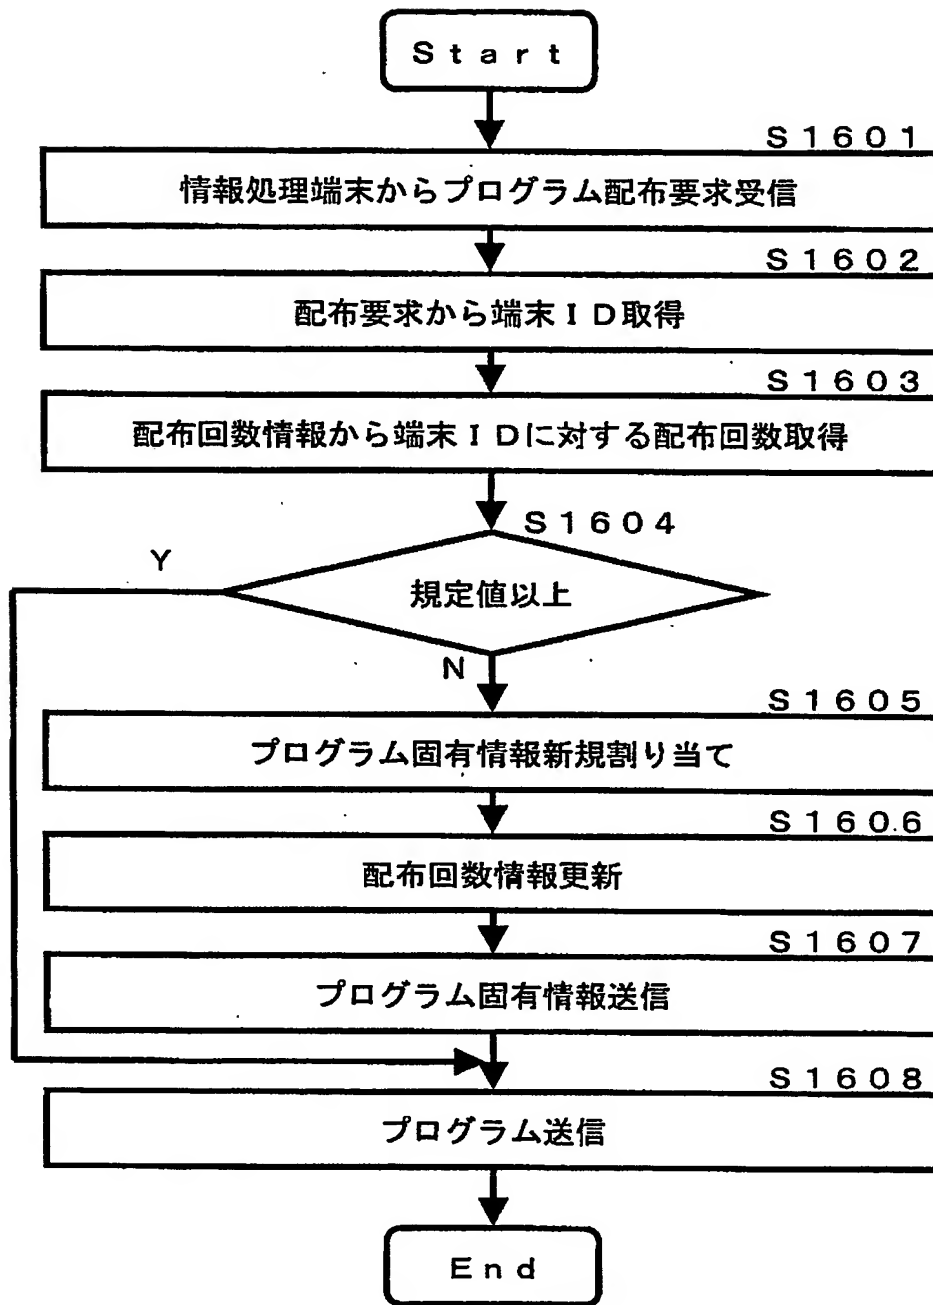 Start
S1601
情報処理端末からプログラム配布要求受信
S1602
配布要求から端末ID取得
S1603
配布回数情報から端末IDに対する配布回数取得
S1604
Y
規定値以上
N
S1605
プログラム固有情報新規割り当て
S1606
配布回数情報更新
S1607
プログラム固有情報送信
S1608
プログラム送信
End